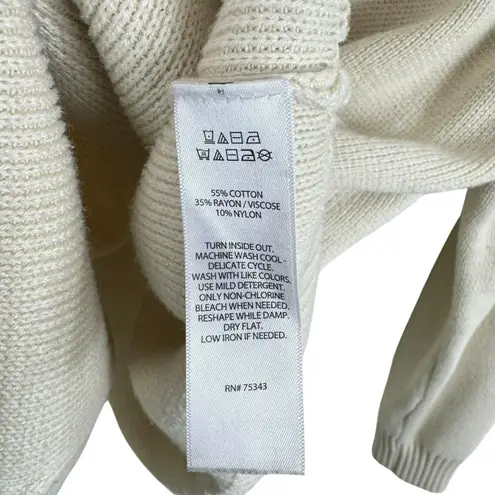 55% COTTON
35% RAYON / VISCOSE
10% NYLON
TURN INSIDE OUT.
MACHINE WASH COOL -
DELICATE CYCLE.
WASH WITH LIKE COLORS.
USE MILD DETERGENT.
ONLY NON-CHLORINE
BLEACH WHEN NEEDED.
RESHAPE WHILE DAMP.
DRY FLAT.
LOW IRON IF NEEDED.
RN# 75343